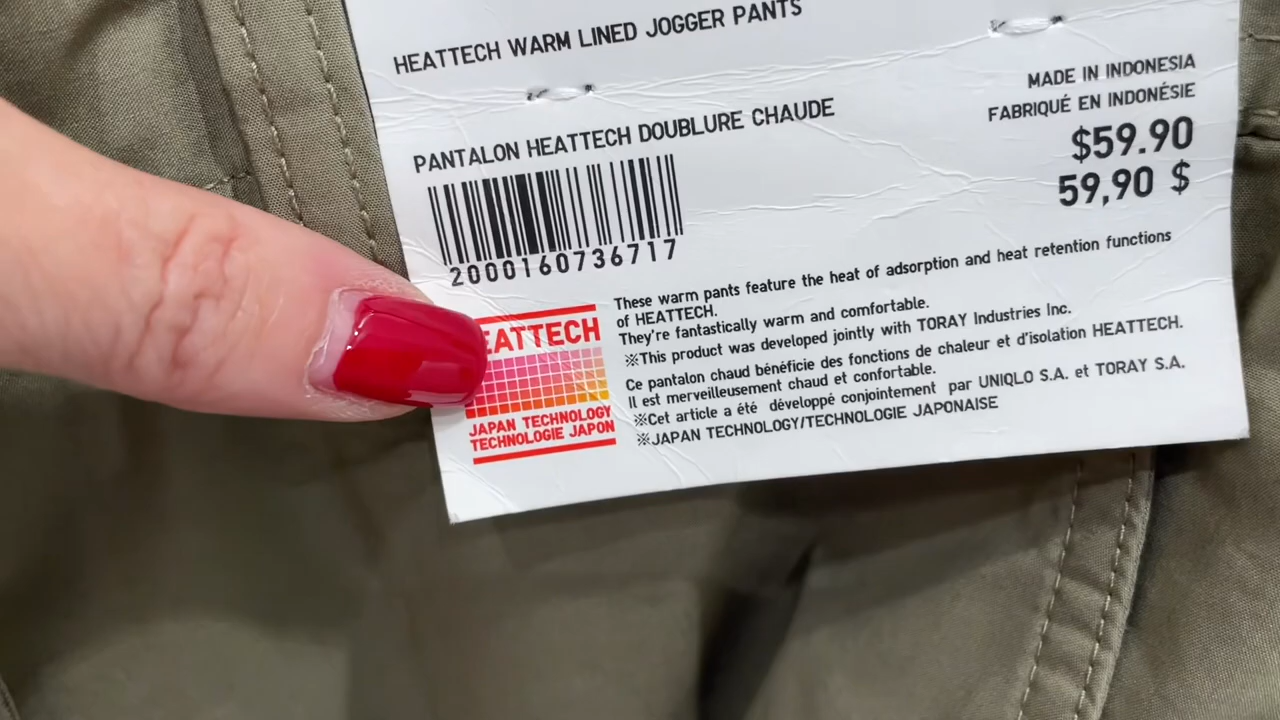 HEATTECH WARM LINED JOGGER PANTS
PANTALON HEATTECH DOUBLURE CHAUDE
MADE IN INDONESIA
FABRIQUÉ EN INDONÉSIE
$59.90
59,90 $
2000160736717
EATTECH
JAPAN TECHNOLOGY
TECHNOLOGIE JAPON
These warm pants feature the heat of adsorption and heat retention functions
of HEATTECH.
They're fantastically warm and comfortable.
※This product was developed jointly with TORAY Industries Inc.
Ce pantalon chaud bénéficie des fonctions de chaleur et d'isolation HEATTECH.
Il est merveilleusement chaud et confortable.
※Cet article a été développé conjointement par UNIQLO S.A. et TORAY S.A.
※JAPAN TECHNOLOGY/TECHNOLOGIE JAPONAISE